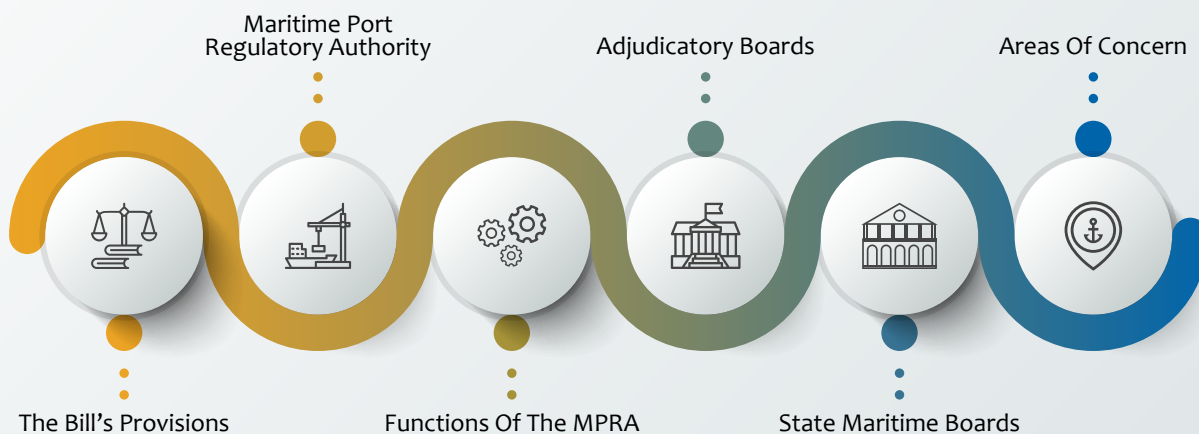 Maritime Port
Regulatory Authority
Adjudicatory Boards
Areas Of Concern
The Bill's Provisions
Functions Of The MPRA
State Maritime Boards